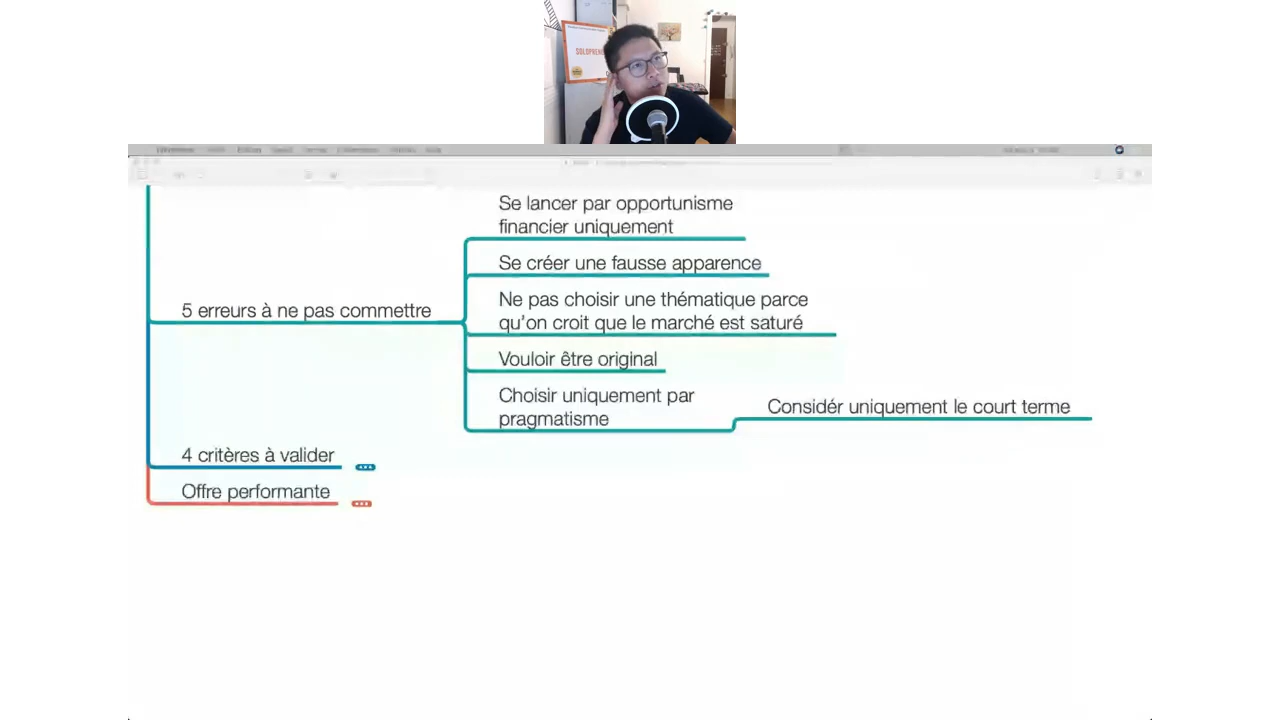 Se lancer par opportunisme
financier uniquement
Se créer une fausse apparence
5 erreurs à ne pas commettre
Ne pas choisir une thématique parce
qu'on croit que le marché est saturé
Vouloir être original
Choisir uniquement par
pragmatisme
Considér uniquement le court terme
4 critères à valider
Offre performante